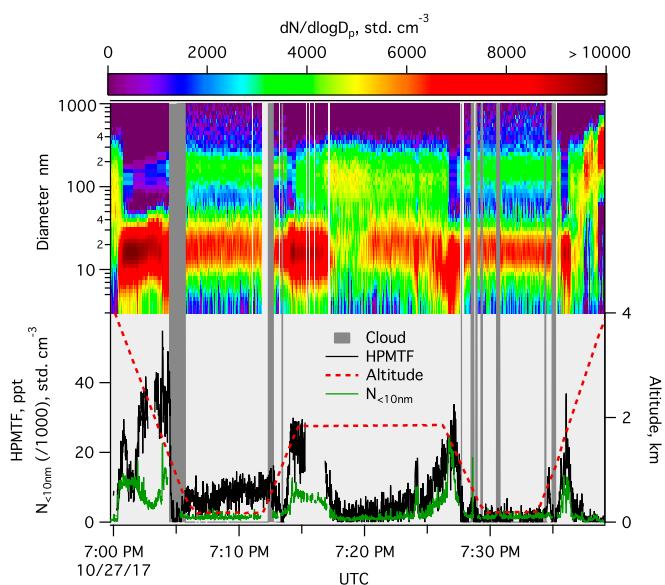 dN/dlogDp, std. cm-3
0 2000 4000 6000 8000 > 10000
Diameter nm
1000
4
2
100
4
2
10
4
HPMTF, ppt
N<10nm (/1000), std. cm-3
40
20
0
Cloud
HPMTF
Altitude
N<10nm
4
2
0
Altitude, km
7:00 PM 7:10 PM 7:20 PM 7:30 PM
10/27/17
UTC